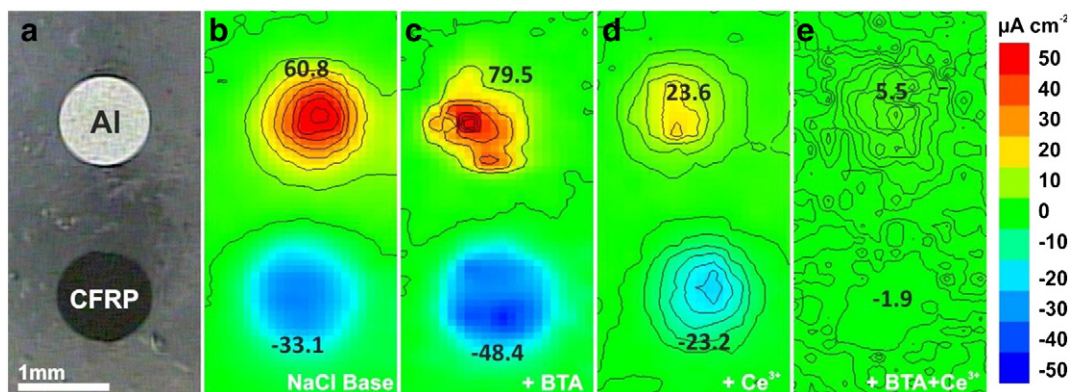 a
b
c
d
e
µA cm⁻²
Al
CFRP
1mm
60.8
-33.1
NaCl Base
79.5
-48.4
+ BTA
23.6
-23.2
+ Ce³⁺
5.5
-1.9
+ BTA+Ce³⁺
50
40
30
20
10
0
-10
-20
-30
-40
-50